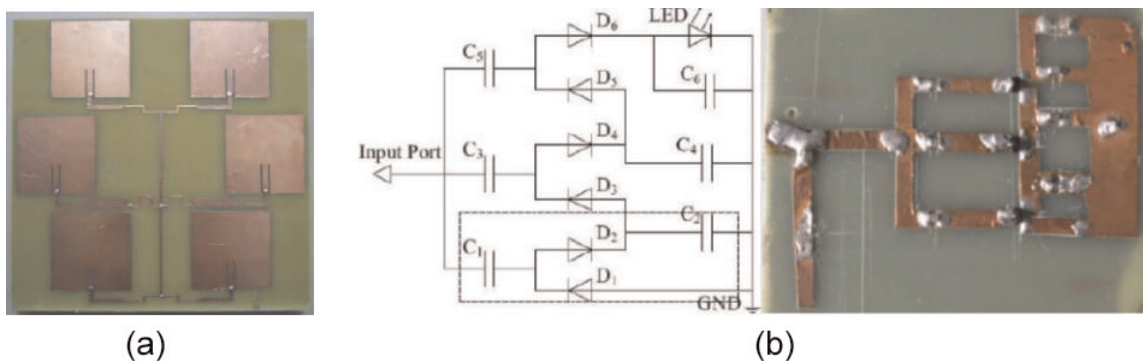 LED
D₆
C₅
D₅
C₆
D₄
Input Port
C₃
C₄
D₃
C₂
D₂
C₁
D₁
GND
(a)
(b)